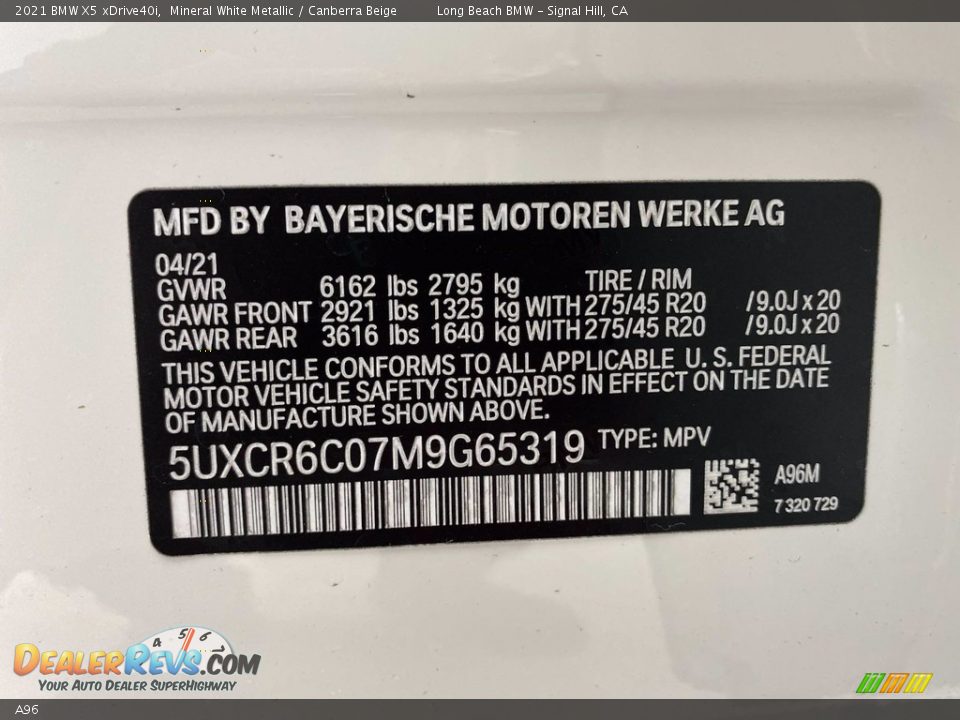 2021 BMW X5 xDrive40i, Mineral White Metallic / Canberra Beige Long Beach BMW - Signal Hill, CA
MFD BY BAYERISCHE MOTOREN WERKE AG
04/21
GVWR 6162 lbs 2795 kg TIRE / RIM
GAWR FRONT 2921 lbs 1325 kg WITH 275/45 R20 /9.0J x 20
GAWR REAR 3616 lbs 1640 kg WITH 275/45 R20 /9.0J x 20
THIS VEHICLE CONFORMS TO ALL APPLICABLE U. S. FEDERAL
MOTOR VEHICLE SAFETY STANDARDS IN EFFECT ON THE DATE
OF MANUFACTURE SHOWN ABOVE.
5UXCR6C07M9G65319 TYPE: MPV
A96M
7 320 729
4 5 6 7
DEALERREVS.COM
YOUR AUTO DEALER SUPERHIGHWAY
A96